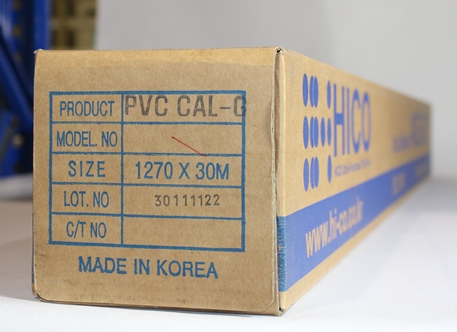 PRODUCT PVC CAL-G
MODEL. NO
SIZE 1270 X 30M
LOT. NO 30111122
C/T NO
MADE IN KOREA
HICO
www.hi-co.co.kr